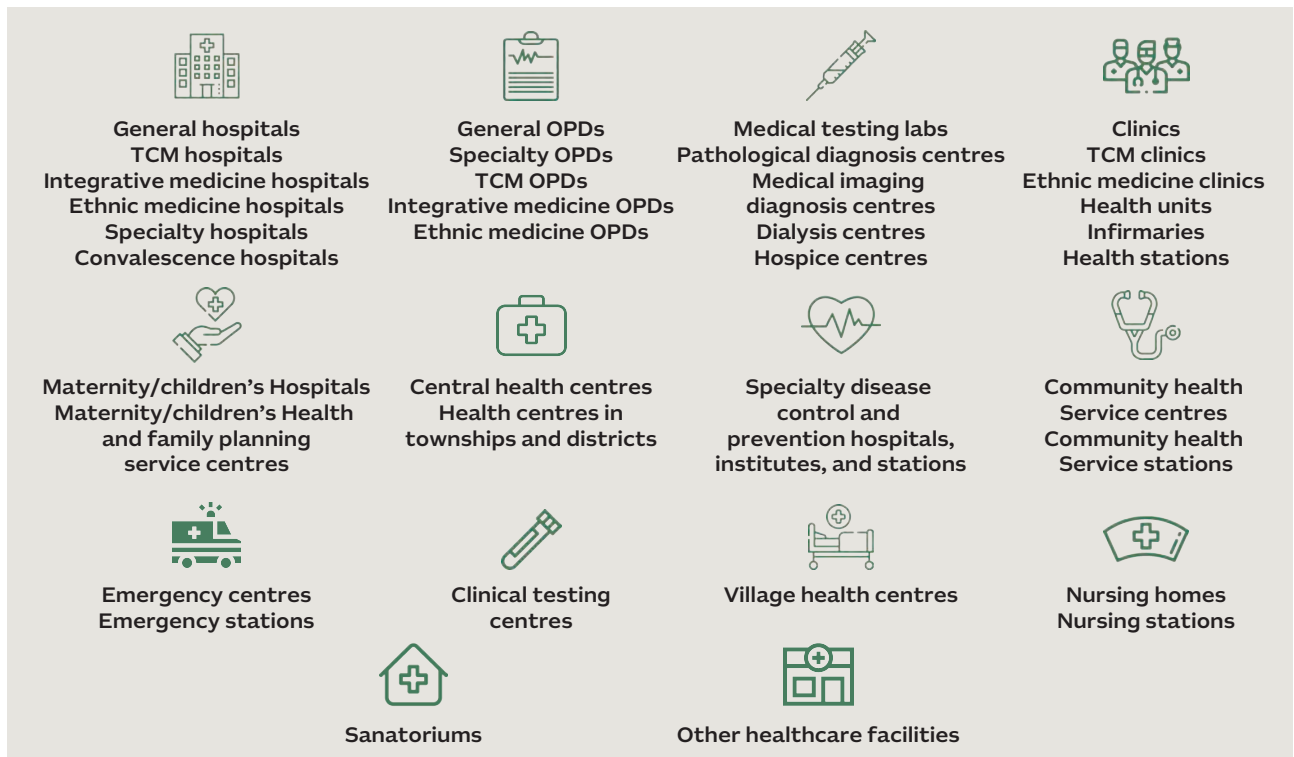 General hospitals
TCM hospitals
Integrative medicine hospitals
Ethnic medicine hospitals
Specialty hospitals
Convalescence hospitals
General OPDs
Specialty OPDs
TCM OPDs
Integrative medicine OPDs
Ethnic medicine OPDs
Medical testing labs
Pathological diagnosis centres
Medical imaging
diagnosis centres
Dialysis centres
Hospice centres
Clinics
TCM clinics
Ethnic medicine clinics
Health units
Infirmaries
Health stations
Maternity/children’s Hospitals
Maternity/children’s Health
and family planning
service centres
Central health centres
Health centres in
townships and districts
Specialty disease
control and
prevention hospitals,
institutes, and stations
Community health
Service centres
Community health
Service stations
Emergency centres
Emergency stations
Clinical testing
centres
Village health centres
Nursing homes
Nursing stations
Sanatoriums
Other healthcare facilities